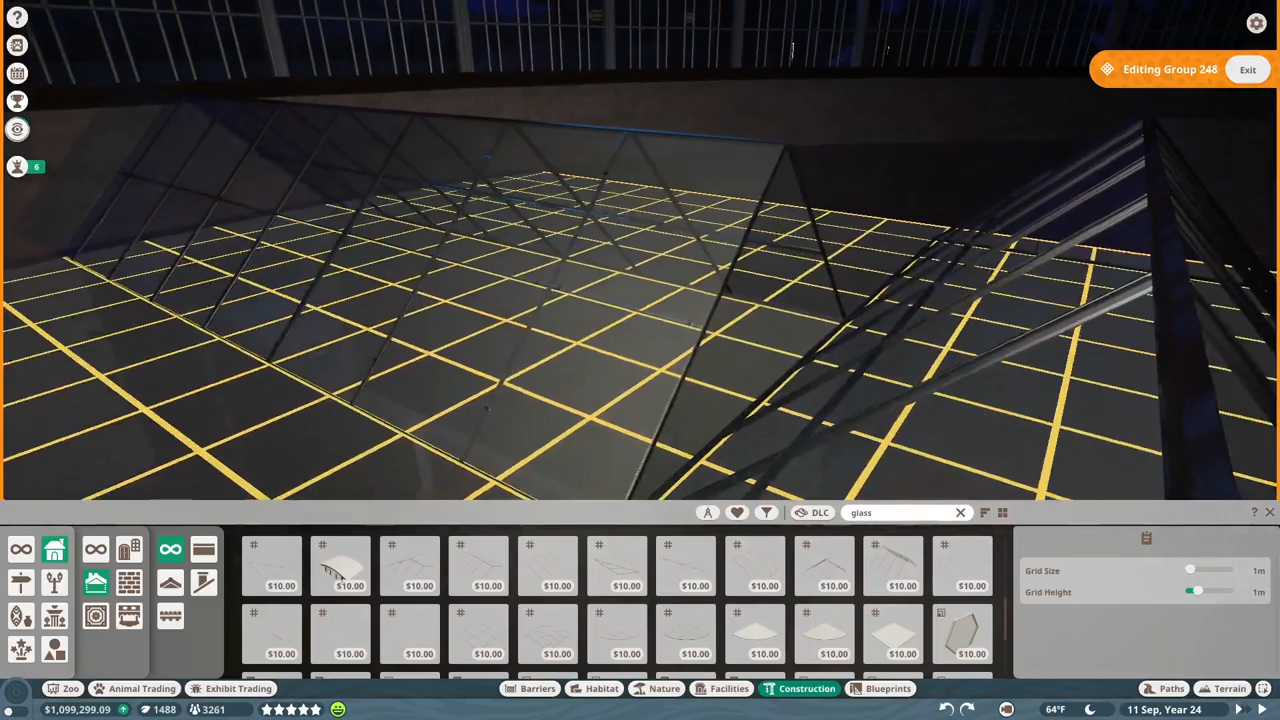 Editing Group 248
Exit
6
DLC
glass
$10.00 $10.00 $10.00 $10.00 $10.00 $10.00 $10.00 $10.00 $10.00 $10.00 $10.00
$10.00 $10.00 $10.00 $10.00 $10.00 $10.00 $10.00 $10.00 $10.00 $10.00 $10.00
Grid Size 1m
Grid Height 1m
Zoo Animal Trading Exhibit Trading Barriers Habitat Nature Facilities Construction Blueprints Paths Terrain
$1,099,299.09 1488 3261 64°F 11 Sep, Year 24